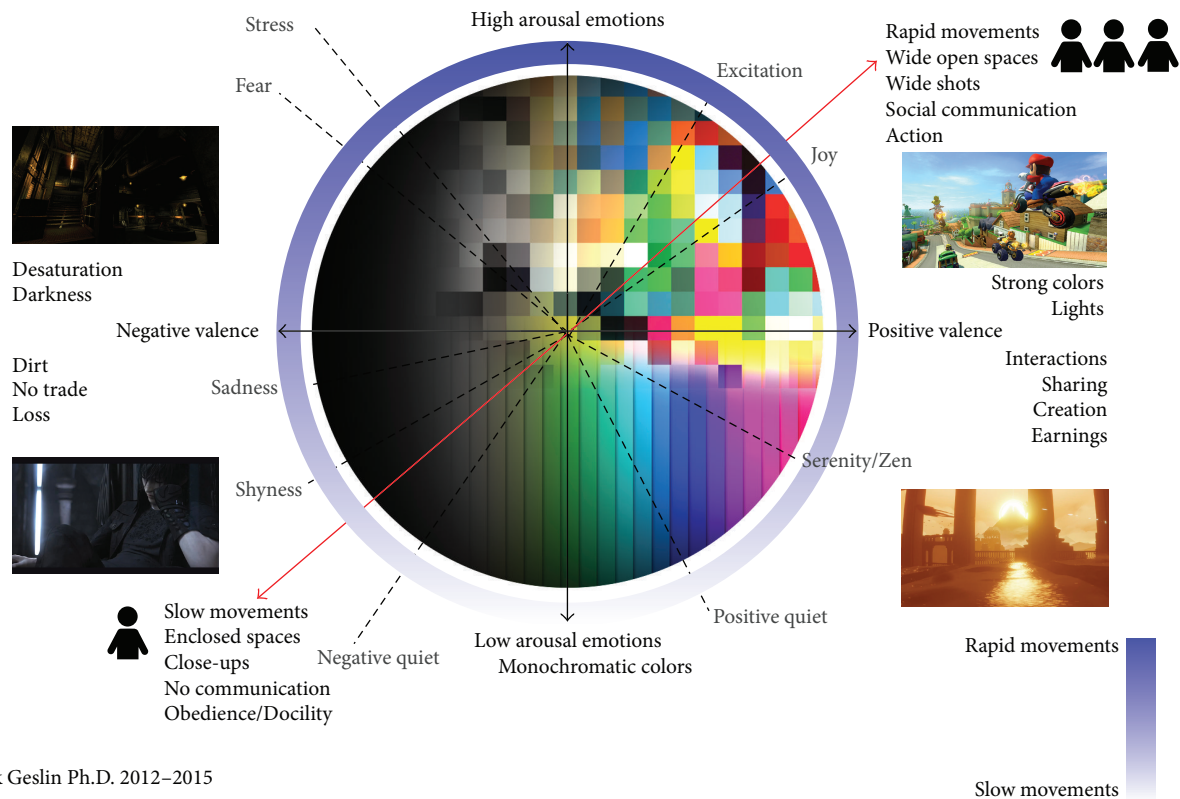 High arousal emotions
Stress
Fear
Excitation
Joy
Rapid movements
Wide open spaces
Wide shots
Social communication
Action
Desaturation
Darkness
Strong colors
Lights
Negative valence
Positive valence
Dirt
No trade
Loss
Interactions
Sharing
Creation
Earnings
Sadness
Shyness
Serenity/Zen
Slow movements
Enclosed spaces
Close-ups
No communication
Obedience/Docility
Negative quiet
Low arousal emotions
Monochromatic colors
Positive quiet
Rapid movements
Slow movements
Geslin Ph.D. 2012–2015